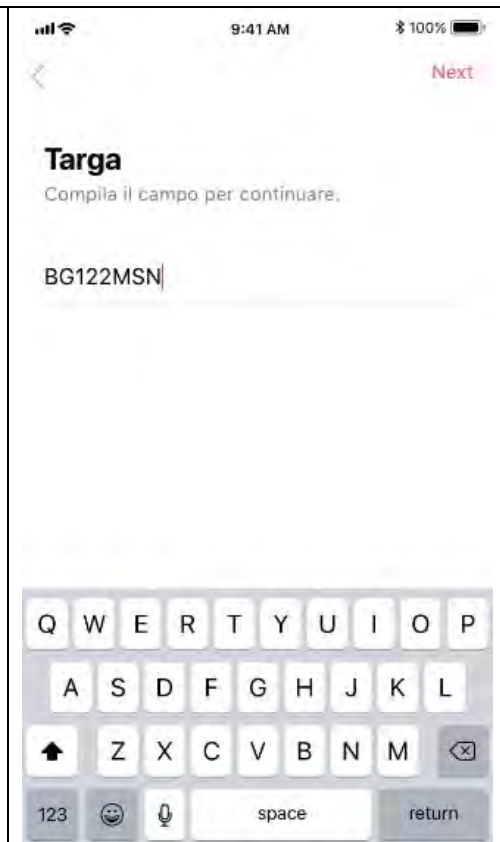 9:41 AM
100%
Next
Targa
Compila il campo per continuare.
BG122MSN
Q W E R T Y U I O P
A S D F G H J K L
Z X C V B N M
123 space return